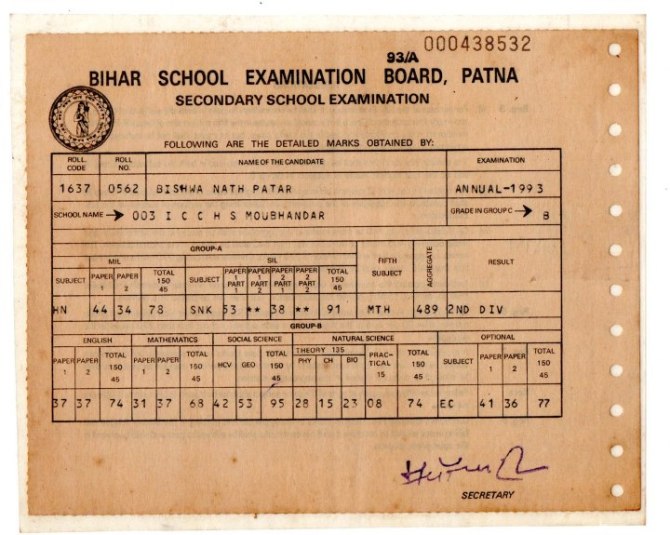 000438532
93/A
BIHAR SCHOOL EXAMINATION BOARD, PATNA
SECONDARY SCHOOL EXAMINATION
FOLLOWING ARE THE DETAILED MARKS OBTAINED BY:
ROLL CODE ROLL NO. NAME OF THE CANDIDATE EXAMINATION
1637 0562 BISHWA NATH PATAR ANNUAL-1993
SCHOOL NAME → 003 I C C H S MOUBHANDAR GRADE IN GROUP C → B
GROUP-A
MIL SIL FIFTH SUBJECT AGGREGATE RESULT
SUBJECT PAPER 1 PAPER 2 TOTAL 150 45 SUBJECT PAPER 1 PART 1 PAPER 1 PART 2 PAPER 2 PART 1 PAPER 2 PART 2 TOTAL 150 45
HN 44 34 78 SNK 53 ** 38 ** 91 MTH 489 2ND DIV
GROUP-B
ENGLISH MATHEMATICS SOCIAL SCIENCE NATURAL SCIENCE OPTIONAL
PAPER 1 PAPER 2 TOTAL 150 45 PAPER 1 PAPER 2 TOTAL 150 45 HCV GEO TOTAL 150 45 THEORY 135 PHY CH BIO PRAC-TICAL 15 TOTAL 150 45 SUBJECT PAPER 1 PAPER 2 TOTAL 150 45
37 37 74 31 37 68 42 53 95 28 15 23 08 74 EC 41 36 77
SECRETARY